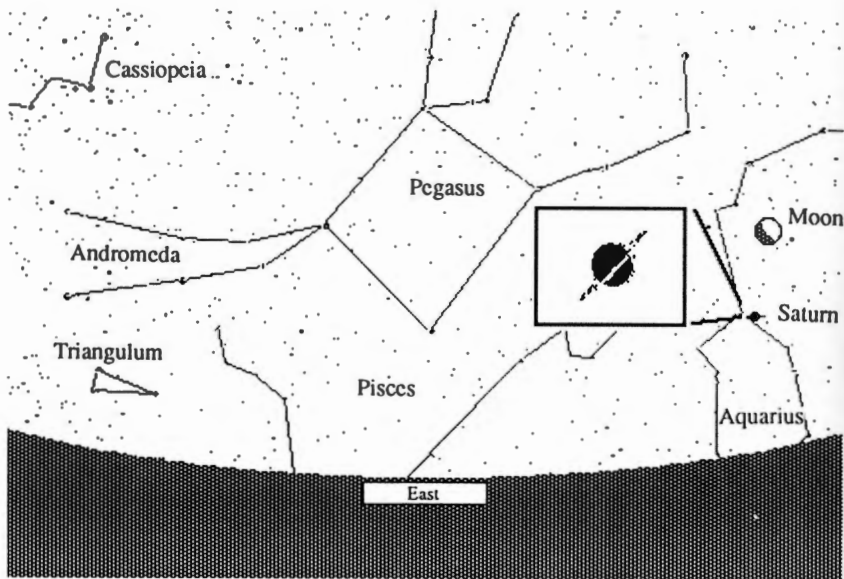 Cassiopeia
Pegasus
Moon
Andromeda
Saturn
Triangulum
Pisces
Aquarius
East